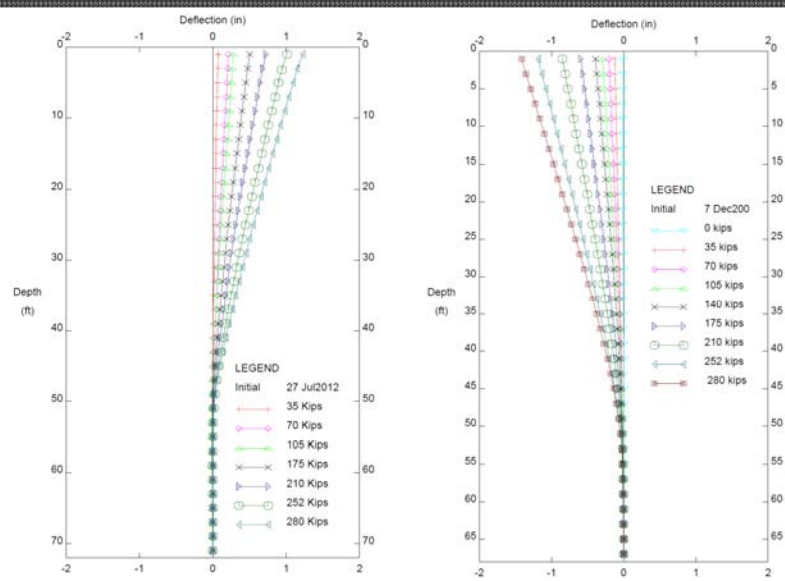 Deflection (in)
-2 -1 0 1 2
0 0
10 10
20 20
30 30
Depth
(ft)
40 40
50 50
60 60
70 70
-2 -1 0 1 2
LEGEND
Initial 27 Jul2012
35 Kips
70 Kips
105 Kips
175 Kips
210 Kips
252 Kips
280 Kips
Deflection (in)
-2 -1 0 1 2
0 0
5 5
10 10
15 15
20 20
25 25
30 30
Depth
(ft)
35 35
40 40
45 45
50 50
55 55
60 60
65 65
-2 -1 0 1 2
LEGEND
Initial 7 Dec200
0 kips
35 kips
70 kips
105 kips
140 kips
175 kips
210 kips
252 kips
280 kips